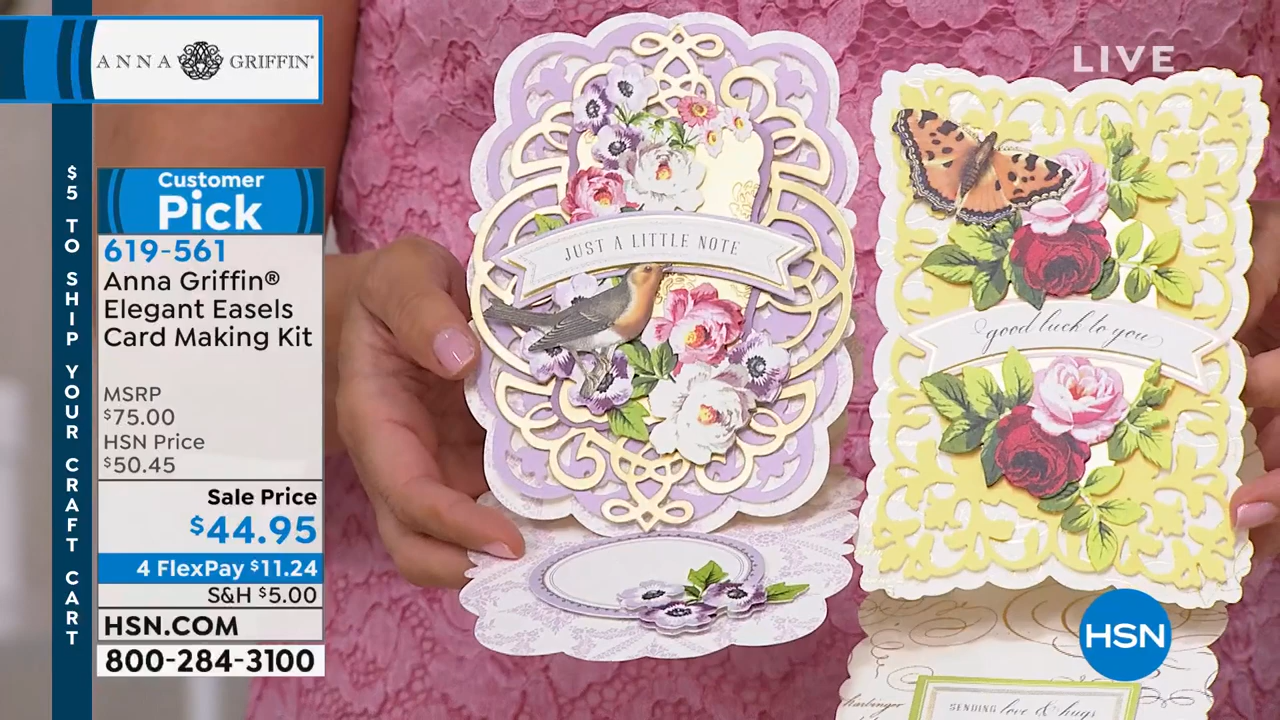 ANNA GRIFFIN®
$5 TO SHIP YOUR CRAFT CART
Customer
Pick
619-561
Anna Griffin®
Elegant Easels
Card Making Kit
MSRP
$75.00
HSN Price
$50.45
Sale Price
$44.95
4 FlexPay $11.24
S&H $5.00
HSN.COM
800-284-3100
LIVE
JUST A LITTLE NOTE
good luck to you
harbinger
SENDING love & hugs
HSN